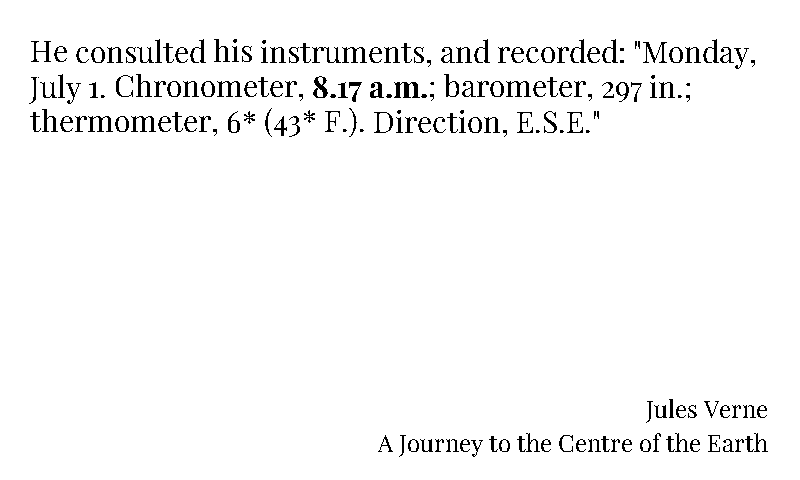 He consulted his instruments, and recorded: "Monday,
July 1. Chronometer, 8.17 a.m.; barometer, 297 in.;
thermometer, 6* (43* F.). Direction, E.S.E."
Jules Verne
A Journey to the Centre of the Earth